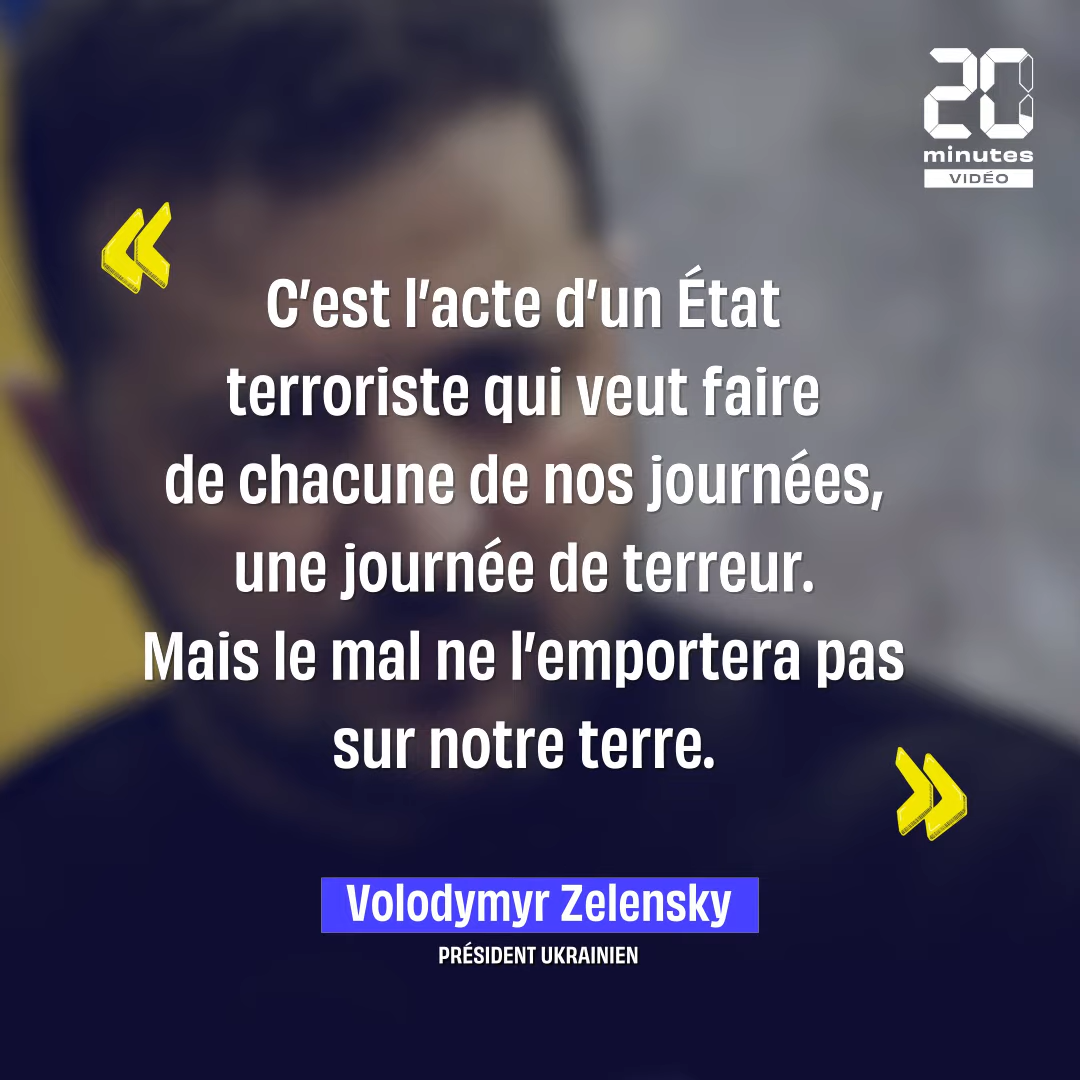 20
minutes
VIDÉO
«
C'est l'acte d'un État
terroriste qui veut faire
de chacune de nos journées,
une journée de terreur.
Mais le mal ne l'emportera pas
sur notre terre.
»
Volodymyr Zelensky
PRÉSIDENT UKRAINIEN